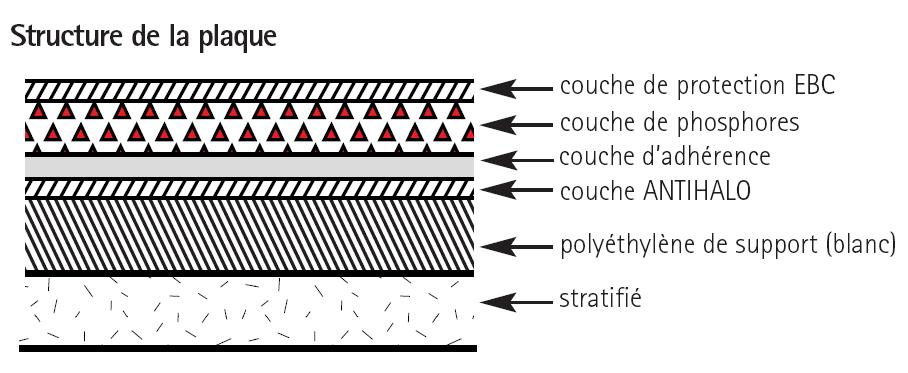 Structure de la plaque
couche de protection EBC
couche de phosphores
couche d'adhérence
couche ANTIHALO
polyéthylène de support (blanc)
stratifié